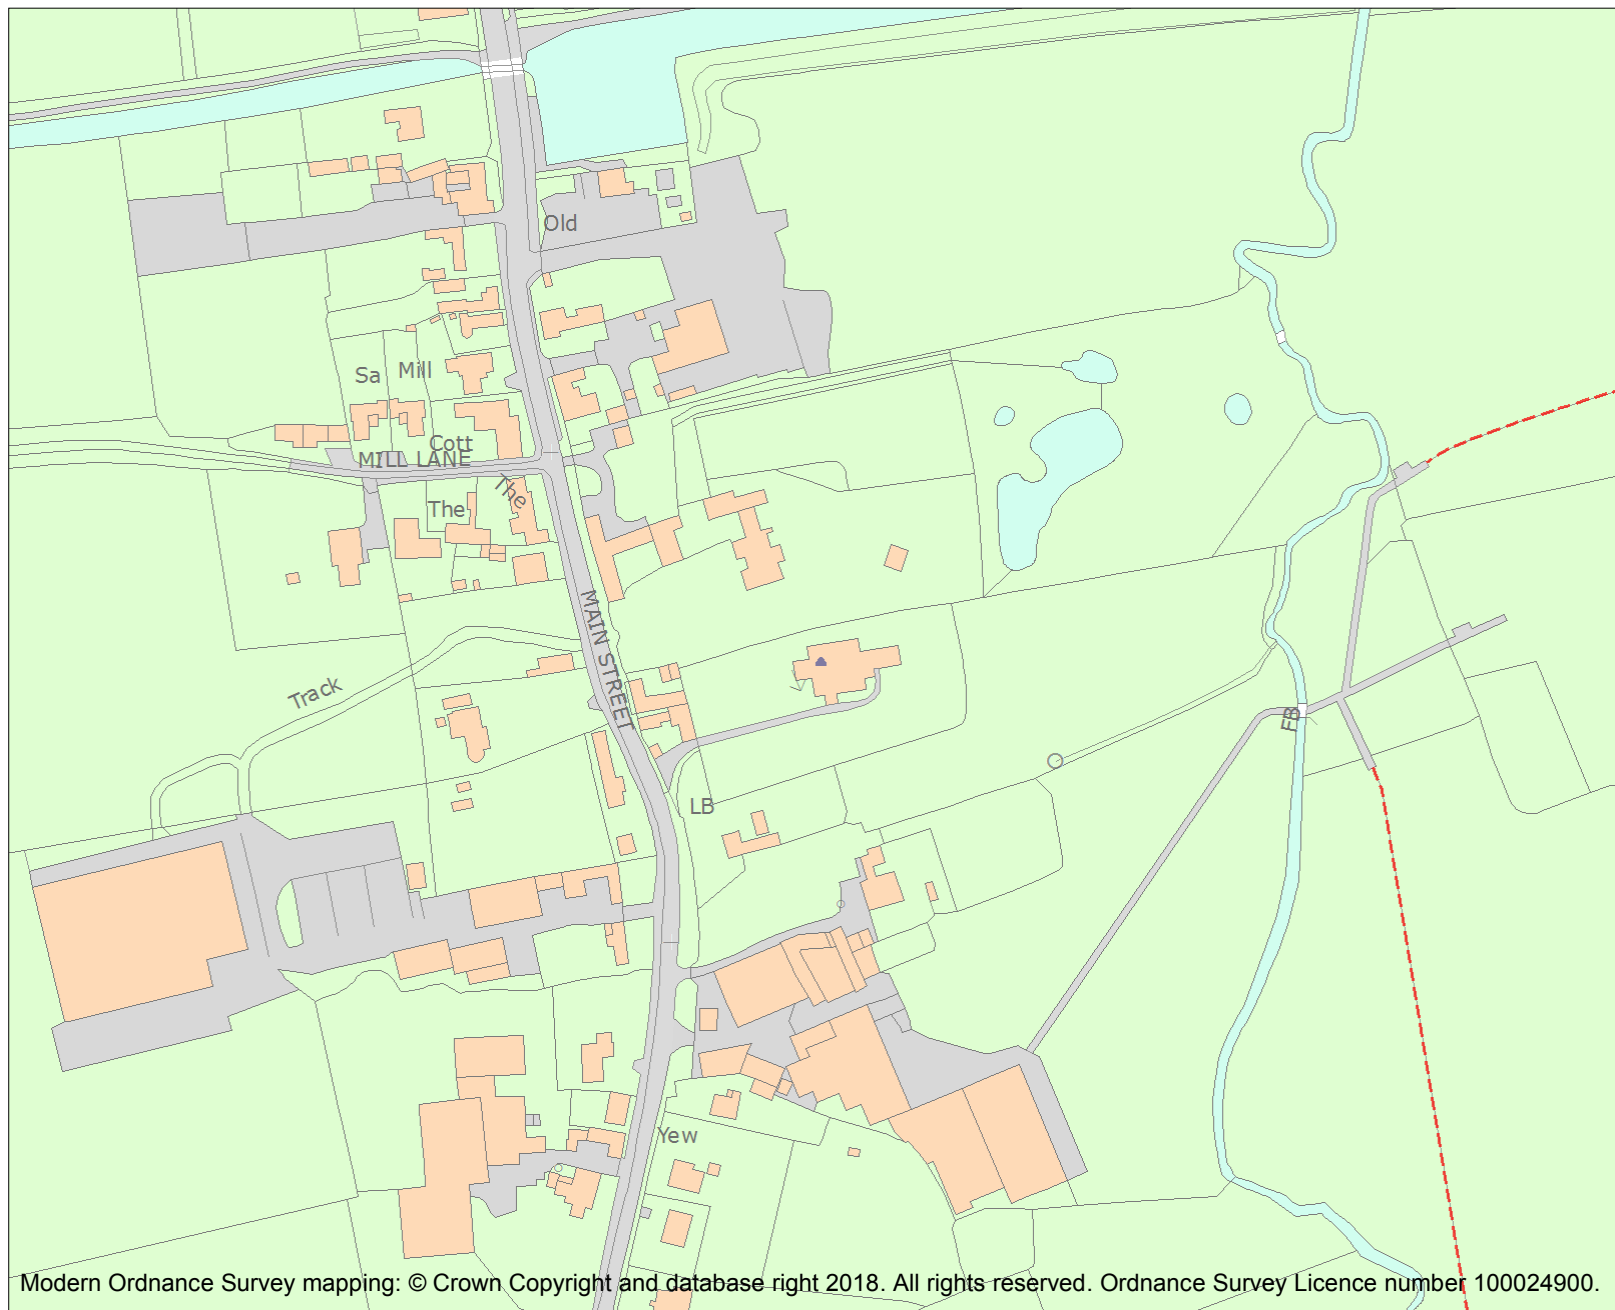 Old
Sa
Mill
Cott
MILL LANE
The
The
MAIN STREET
Track
FB
LB
Yew
Modern Ordnance Survey mapping: © Crown Copyright and database right 2018. All rights reserved. Ordnance Survey Licence number 100024900.